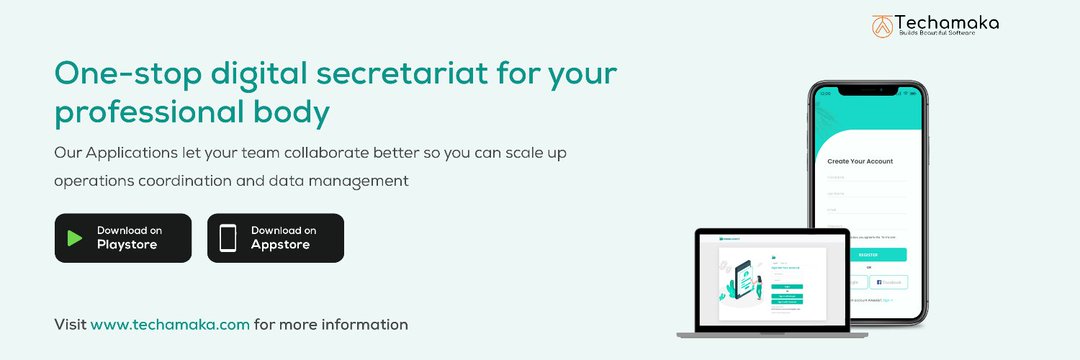 Techamaka
Builds Beautiful Software
One-stop digital secretariat for your
professional body
Our Applications let your team collaborate better so you can scale up
operations coordination and data management
Download on
Playstore
Download on
Appstore
Visit www.techamaka.com for more information
Create Your Account
REGISTER
OR
Facebook